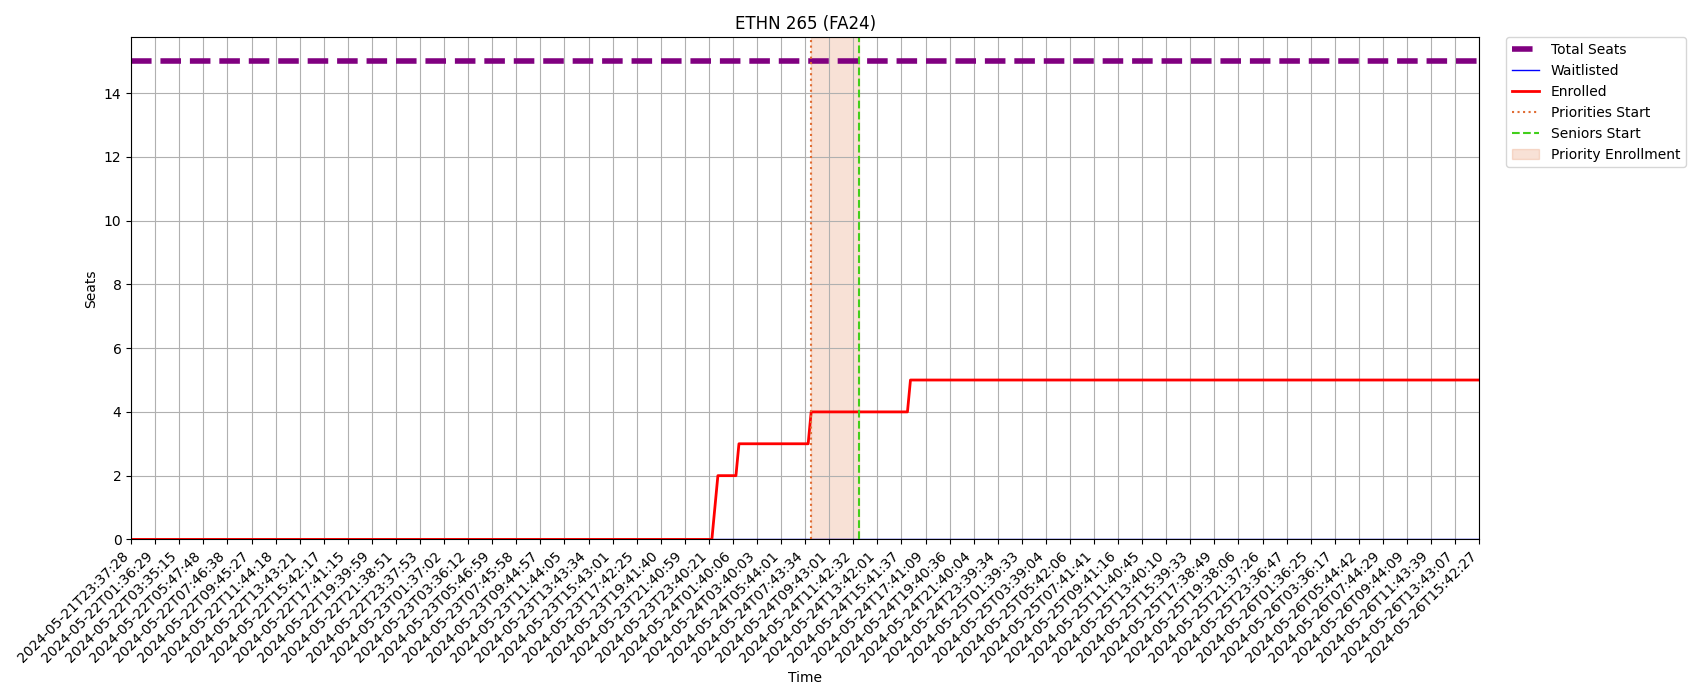 ETHN 265 (FA24)
Total Seats
Waitlisted
Enrolled
Priorities Start
Seniors Start
Priority Enrollment
Seats
14
12
10
8
6
4
2
0
2024-05-21T23:37:28
2024-05-22T01:36:29
2024-05-22T03:35:15
2024-05-22T05:47:48
2024-05-22T07:46:38
2024-05-22T09:45:27
2024-05-22T11:44:18
2024-05-22T13:43:21
2024-05-22T15:42:17
2024-05-22T17:41:15
2024-05-22T19:39:59
2024-05-22T21:38:51
2024-05-22T23:37:53
2024-05-23T01:37:02
2024-05-23T03:36:12
2024-05-23T05:46:59
2024-05-23T07:45:58
2024-05-23T09:44:57
2024-05-23T11:44:05
2024-05-23T13:43:34
2024-05-23T15:43:01
2024-05-23T17:42:25
2024-05-23T19:41:40
2024-05-23T21:40:59
2024-05-23T23:40:21
2024-05-24T01:40:06
2024-05-24T03:40:03
2024-05-24T05:44:01
2024-05-24T07:43:34
2024-05-24T09:43:01
2024-05-24T11:42:32
2024-05-24T13:42:01
2024-05-24T15:41:37
2024-05-24T17:41:09
2024-05-24T19:40:36
2024-05-24T21:40:04
2024-05-24T23:39:34
2024-05-25T01:39:33
2024-05-25T03:39:04
2024-05-25T05:42:06
2024-05-25T07:41:41
2024-05-25T09:41:16
2024-05-25T11:40:45
2024-05-25T13:40:10
2024-05-25T15:39:33
2024-05-25T17:38:49
2024-05-25T19:38:06
2024-05-25T21:37:26
2024-05-25T23:36:47
2024-05-26T01:36:25
2024-05-26T03:36:17
2024-05-26T05:44:42
2024-05-26T07:44:29
2024-05-26T09:44:09
2024-05-26T11:43:39
2024-05-26T13:43:07
2024-05-26T15:42:27
Time